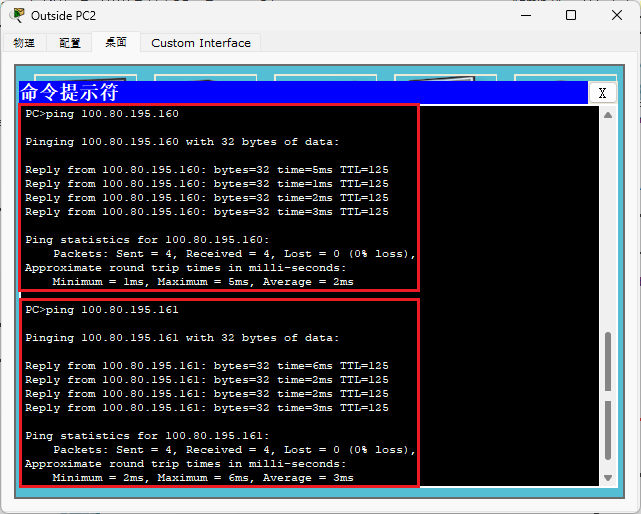 Outside PC2
物理 配置 桌面 Custom Interface
命令提示符 X
PC>ping 100.80.195.160
Pinging 100.80.195.160 with 32 bytes of data:
Reply from 100.80.195.160: bytes=32 time=5ms TTL=125
Reply from 100.80.195.160: bytes=32 time=1ms TTL=125
Reply from 100.80.195.160: bytes=32 time=2ms TTL=125
Reply from 100.80.195.160: bytes=32 time=3ms TTL=125
Ping statistics for 100.80.195.160:
Packets: Sent = 4, Received = 4, Lost = 0 (0% loss),
Approximate round trip times in milli-seconds:
Minimum = 1ms, Maximum = 5ms, Average = 2ms
PC>ping 100.80.195.161
Pinging 100.80.195.161 with 32 bytes of data:
Reply from 100.80.195.161: bytes=32 time=6ms TTL=125
Reply from 100.80.195.161: bytes=32 time=2ms TTL=125
Reply from 100.80.195.161: bytes=32 time=2ms TTL=125
Reply from 100.80.195.161: bytes=32 time=3ms TTL=125
Ping statistics for 100.80.195.161:
Packets: Sent = 4, Received = 4, Lost = 0 (0% loss),
Approximate round trip times in milli-seconds:
Minimum = 2ms, Maximum = 6ms, Average = 3ms